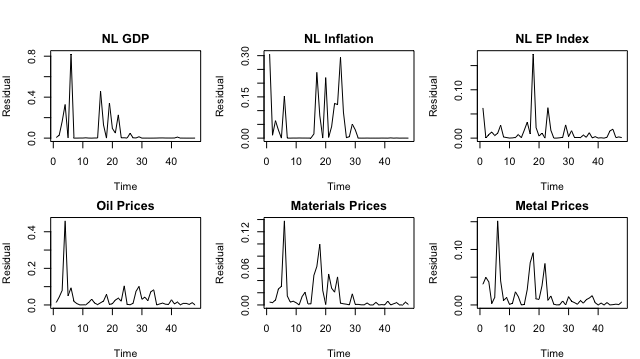 NL GDP
Residual
0.0 0.4 0.8
0 10 20 30 40
Time
NL Inflation
Residual
0.00 0.15 0.30
0 10 20 30 40
Time
NL EP Index
Residual
0.00 0.10
0 10 20 30 40
Time
Oil Prices
Residual
0.0 0.2 0.4
0 10 20 30 40
Time
Materials Prices
Residual
0.00 0.06 0.12
0 10 20 30 40
Time
Metal Prices
Residual
0.00 0.10
0 10 20 30 40
Time